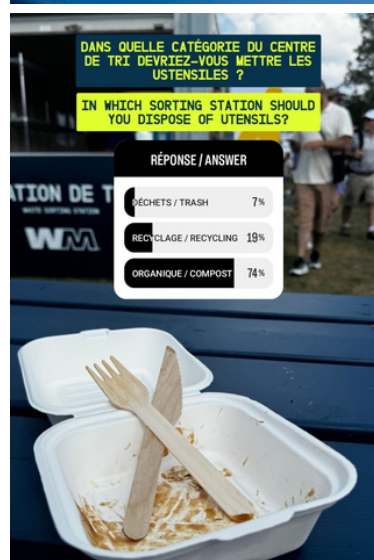 DANS QUELLE CATÉGORIE DU CENTRE
DE TRI DEVRIEZ-VOUS METTRE LES
USTENSILES ?
IN WHICH SORTING STATION SHOULD
YOU DISPOSE OF UTENSILS?
RÉPONSE / ANSWER
DÉCHETS / TRASH 7%
RECYCLAGE / RECYCLING 19%
ORGANIQUE / COMPOST 74%
TION DE T
WASTE SORTING STATION
WM